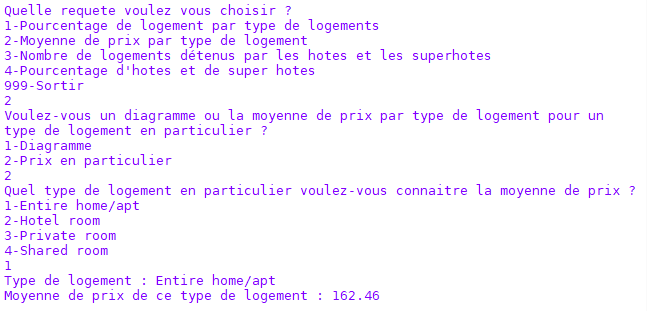 Quelle requete voulez vous choisir ?
1-Pourcentage de logement par type de logements
2-Moyenne de prix par type de logement
3-Nombre de logements détenus par les hotes et les superhotes
4-Pourcentage d'hotes et de super hotes
999-Sortir
2
Voulez-vous un diagramme ou la moyenne de prix par type de logement pour un
type de logement en particulier ?
1-Diagramme
2-Prix en particulier
2
Quel type de logement en particulier voulez-vous connaitre la moyenne de prix ?
1-Entire home/apt
2-Hotel room
3-Private room
4-Shared room
1
Type de logement : Entire home/apt
Moyenne de prix de ce type de logement : 162.46